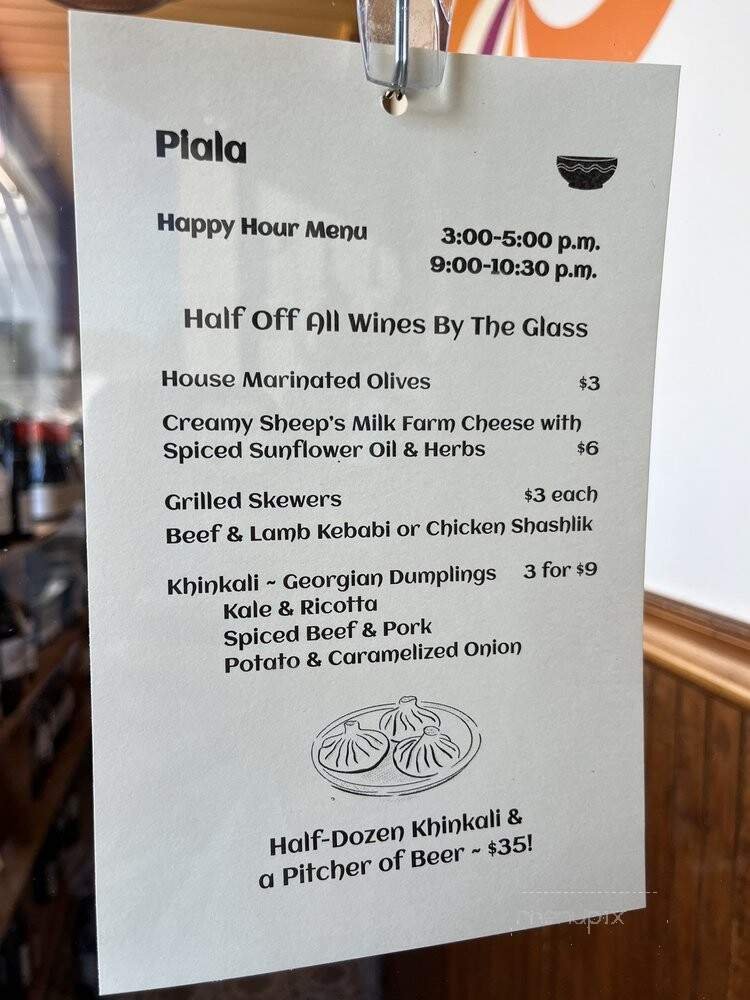 Piala
Happy Hour Menu 3:00-5:00 p.m.
9:00-10:30 p.m.
Half Off All Wines By The Glass
House Marinated Olives $3
Creamy Sheep's Milk Farm Cheese with
Spiced Sunflower Oil & Herbs $6
Grilled Skewers $3 each
Beef & Lamb Kebabi or Chicken Shashlik
Khinkali ~ Georgian Dumplings 3 for $9
Kale & Ricotta
Spiced Beef & Pork
Potato & Caramelized Onion
Half-Dozen Khinkali &
a Pitcher of Beer ~ $35!
menupix